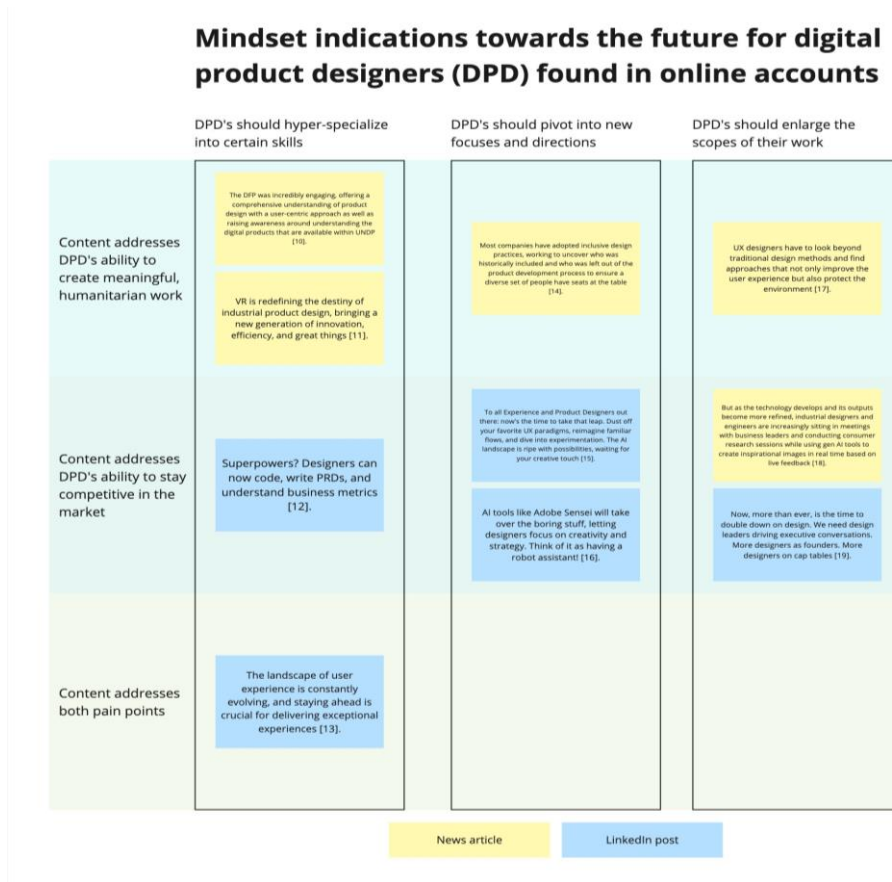 Mindset indications towards the future for digital
product designers (DPD) found in online accounts
DPD's should hyper-specialize
into certain skills
DPD's should pivot into new
focuses and directions
DPD's should enlarge the
scopes of their work
Content addresses
DPD's ability to
create meaningful,
humanitarian work
The DFP was incredibly engaging, offering a
comprehensive understanding of product
design with a user-centric approach as well as
raising awareness around understanding the
digital products that are available within UNDP
[10].
VR is redefining the destiny of
industrial product design, bringing a
new generation of innovation,
efficiency, and great things [11].
Most companies have adopted inclusive design
practices, working to uncover who was
historically included and who was left out of the
product development process to ensure a
diverse set of people have seats at the table
[14].
UX designers have to look beyond
traditional design methods and find
approaches that not only improve the
user experience but also protect the
environment [17].
Content addresses
DPD's ability to stay
competitive in the
market
Superpowers? Designers can
now code, write PRDs, and
understand business metrics
[12].
To all Experience and Product Designers out
there: now's the time to take that leap. Dust off
your favorite UX paradigms, reimagine familiar
flows, and dive into experimentation. The AI
landscape is ripe with possibilities, waiting for
your creative touch [15].
AI tools like Adobe Sensei will take
over the boring stuff, letting
designers focus on creativity and
strategy. Think of it as having a
robot assistant! [16].
But as the technology develops and its outputs
become more refined, industrial designers and
engineers are increasingly sitting in meetings
with business leaders and conducting consumer
research sessions while using gen AI tools to
create inspirational images in real time based on
live feedback [18].
Now, more than ever, is the time to
double down on design. We need design
leaders driving executive conversations.
More designers as founders. More
designers on cap tables [19].
Content addresses
both pain points
The landscape of user
experience is constantly
evolving, and staying ahead is
crucial for delivering exceptional
experiences [13].
News article
LinkedIn post